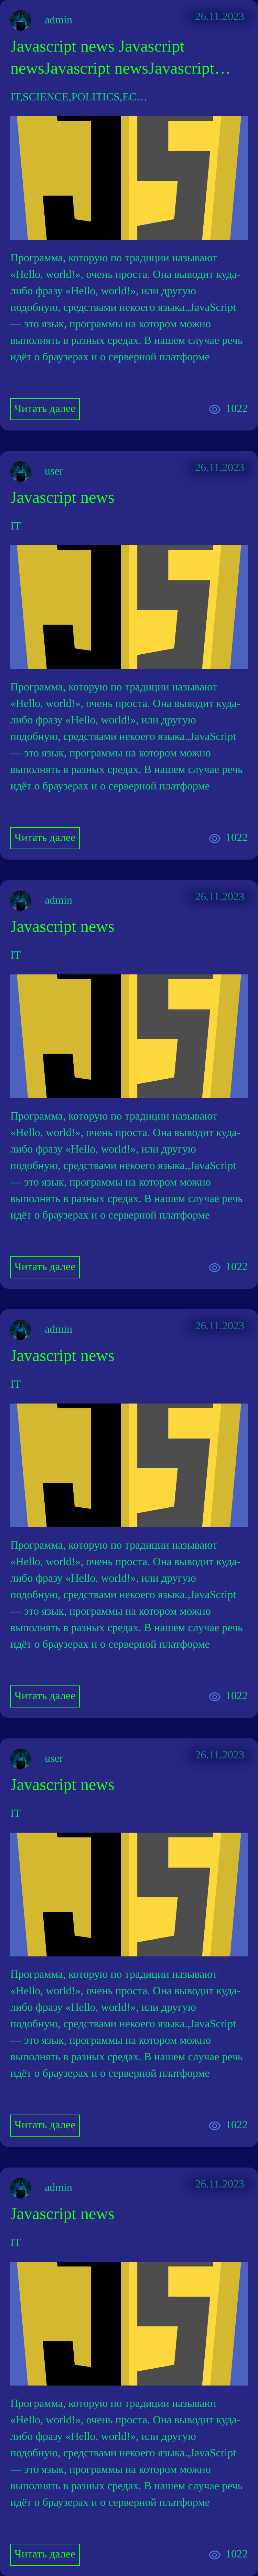 admin
26.11.2023
Javascript news Javascript
newsJavascript newsJavascript…
IT,SCIENCE,POLITICS,EC…
Программа, которую по традиции называют
«Hello, world!», очень проста. Она выводит куда-
либо фразу «Hello, world!», или другую
подобную, средствами некоего языка.,JavaScript
— это язык, программы на котором можно
выполнять в разных средах. В нашем случае речь
идёт о браузерах и о серверной платформе
Читать далее
1022
user
26.11.2023
Javascript news
IT
Программа, которую по традиции называют
«Hello, world!», очень проста. Она выводит куда-
либо фразу «Hello, world!», или другую
подобную, средствами некоего языка.,JavaScript
— это язык, программы на котором можно
выполнять в разных средах. В нашем случае речь
идёт о браузерах и о серверной платформе
Читать далее
1022
admin
26.11.2023
Javascript news
IT
Программа, которую по традиции называют
«Hello, world!», очень проста. Она выводит куда-
либо фразу «Hello, world!», или другую
подобную, средствами некоего языка.,JavaScript
— это язык, программы на котором можно
выполнять в разных средах. В нашем случае речь
идёт о браузерах и о серверной платформе
Читать далее
1022
admin
26.11.2023
Javascript news
IT
Программа, которую по традиции называют
«Hello, world!», очень проста. Она выводит куда-
либо фразу «Hello, world!», или другую
подобную, средствами некоего языка.,JavaScript
— это язык, программы на котором можно
выполнять в разных средах. В нашем случае речь
идёт о браузерах и о серверной платформе
Читать далее
1022
user
26.11.2023
Javascript news
IT
Программа, которую по традиции называют
«Hello, world!», очень проста. Она выводит куда-
либо фразу «Hello, world!», или другую
подобную, средствами некоего языка.,JavaScript
— это язык, программы на котором можно
выполнять в разных средах. В нашем случае речь
идёт о браузерах и о серверной платформе
Читать далее
1022
admin
26.11.2023
Javascript news
IT
Программа, которую по традиции называют
«Hello, world!», очень проста. Она выводит куда-
либо фразу «Hello, world!», или другую
подобную, средствами некоего языка.,JavaScript
— это язык, программы на котором можно
выполнять в разных средах. В нашем случае речь
идёт о браузерах и о серверной платформе
Читать далее
1022